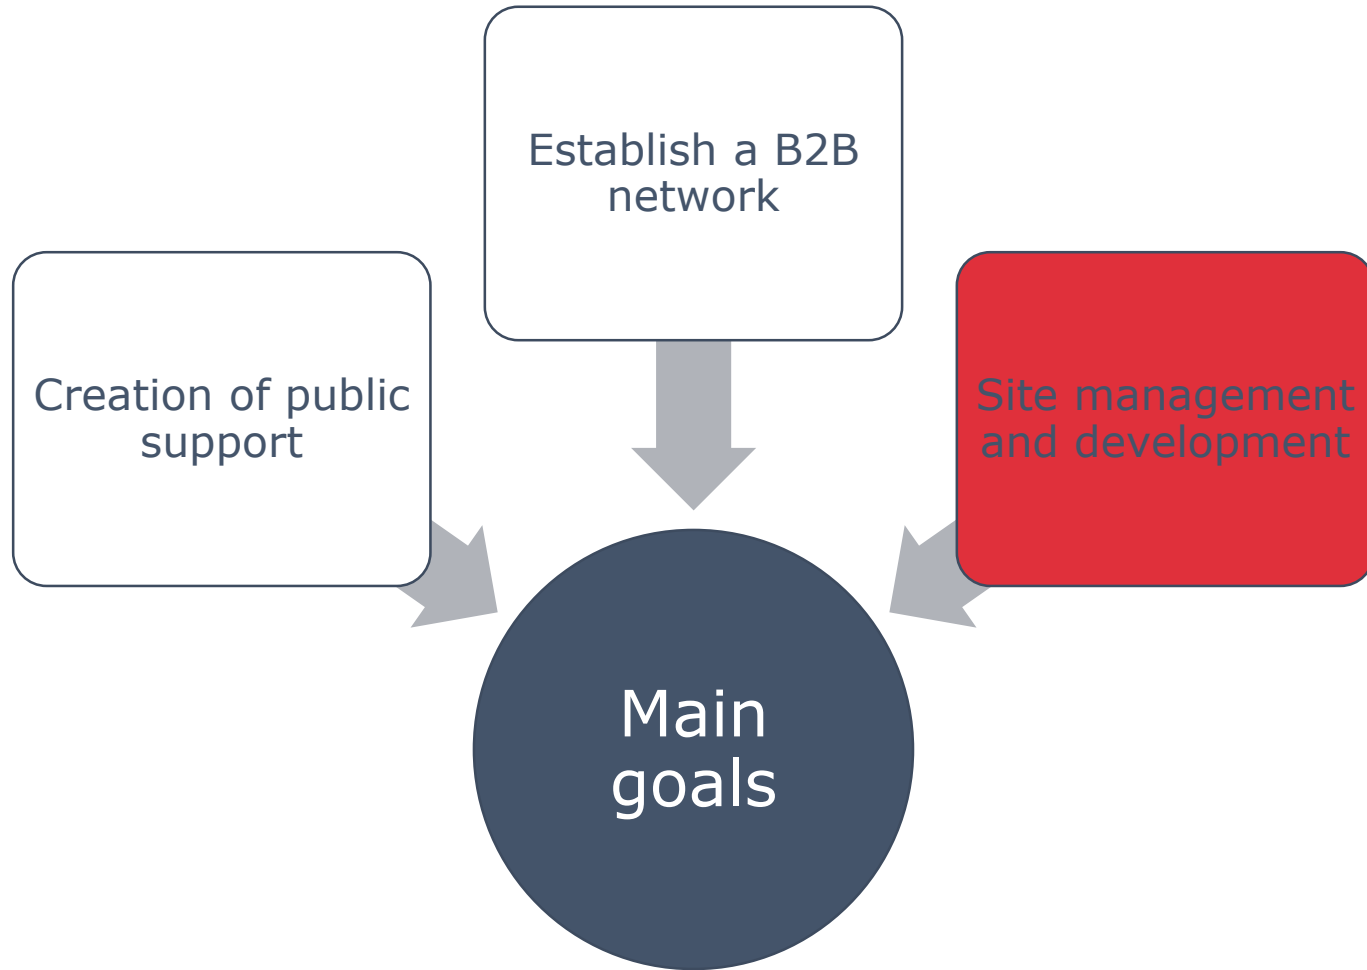 Establish a B2B
network
Creation of public
support
Site management
and development
Main
goals